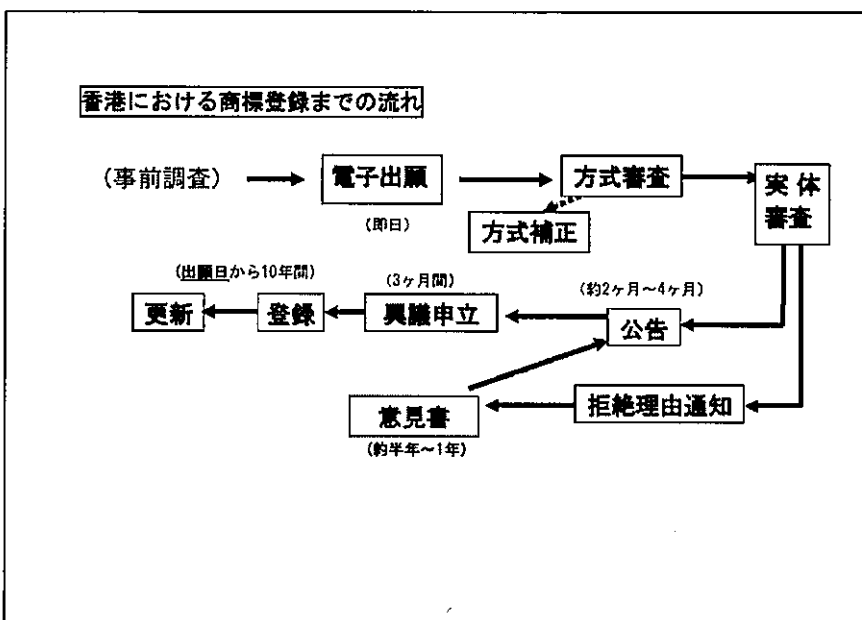 香港における商標登録までの流れ
(事前調査)
電子出願
(即日)
方式審査
方式補正
実体
審査
(出願日から10年間)
更新
登録
(3ヶ月間)
異議申立
(約2ヶ月〜4ヶ月)
公告
意見書
(約半年〜1年)
拒絶理由通知